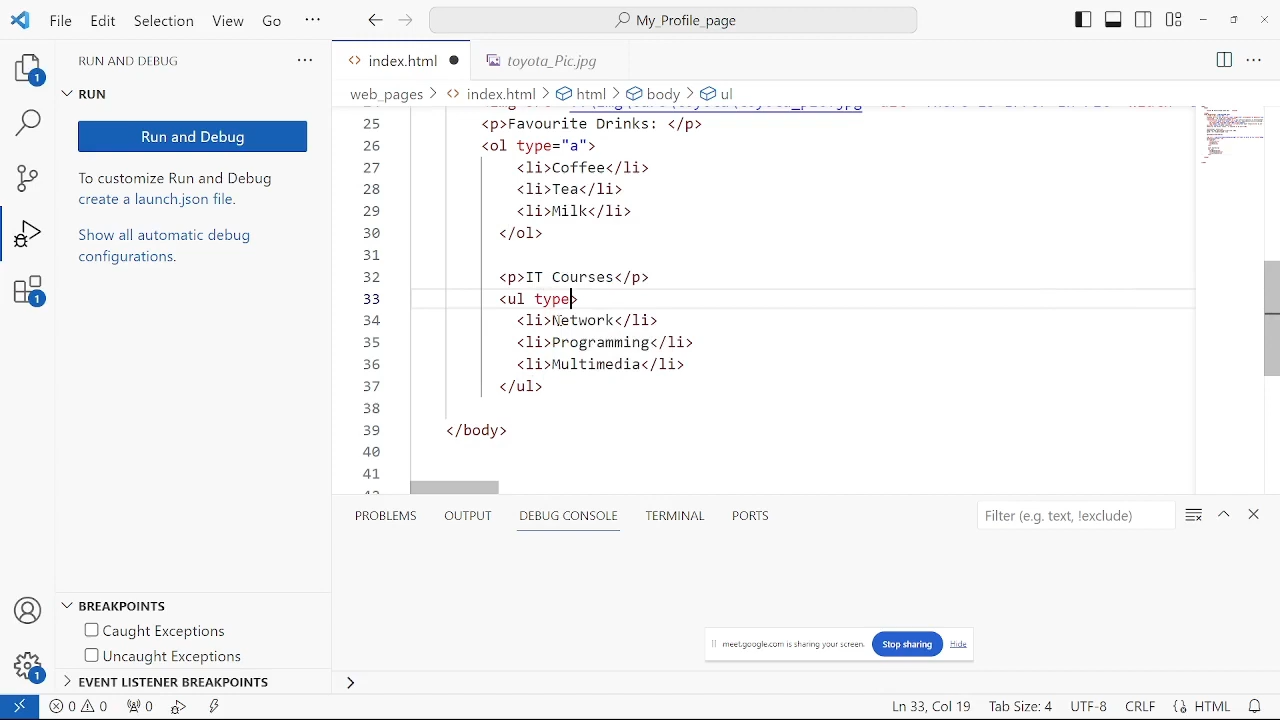 File Edit Selection View Go ··· My_Profile_page
RUN AND DEBUG ···
RUN
Run and Debug
To customize Run and Debug
create a launch.json file.
Show all automatic debug
configurations.
BREAKPOINTS
Caught Exceptions
Uncaught Exceptions
EVENT LISTENER BREAKPOINTS
1
1
1
index.html toyota_Pic.jpg
web_pages > index.html > html > body > ul
25 <p>Favourite Drinks: </p>
26 <ol type="a">
27 <li>Coffee</li>
28 <li>Tea</li>
29 <li>Milk</li>
30 </ol>
31
32 <p>IT Courses</p>
33 <ul type>
34 <li>Network</li>
35 <li>Programming</li>
36 <li>Multimedia</li>
37 </ul>
38
39 </body>
40
41
PROBLEMS OUTPUT DEBUG CONSOLE TERMINAL PORTS Filter (e.g. text, !exclude)
meet.google.com is sharing your screen. Stop sharing Hide
0 0 0 Ln 33, Col 19 Tab Size: 4 UTF-8 CRLF HTML